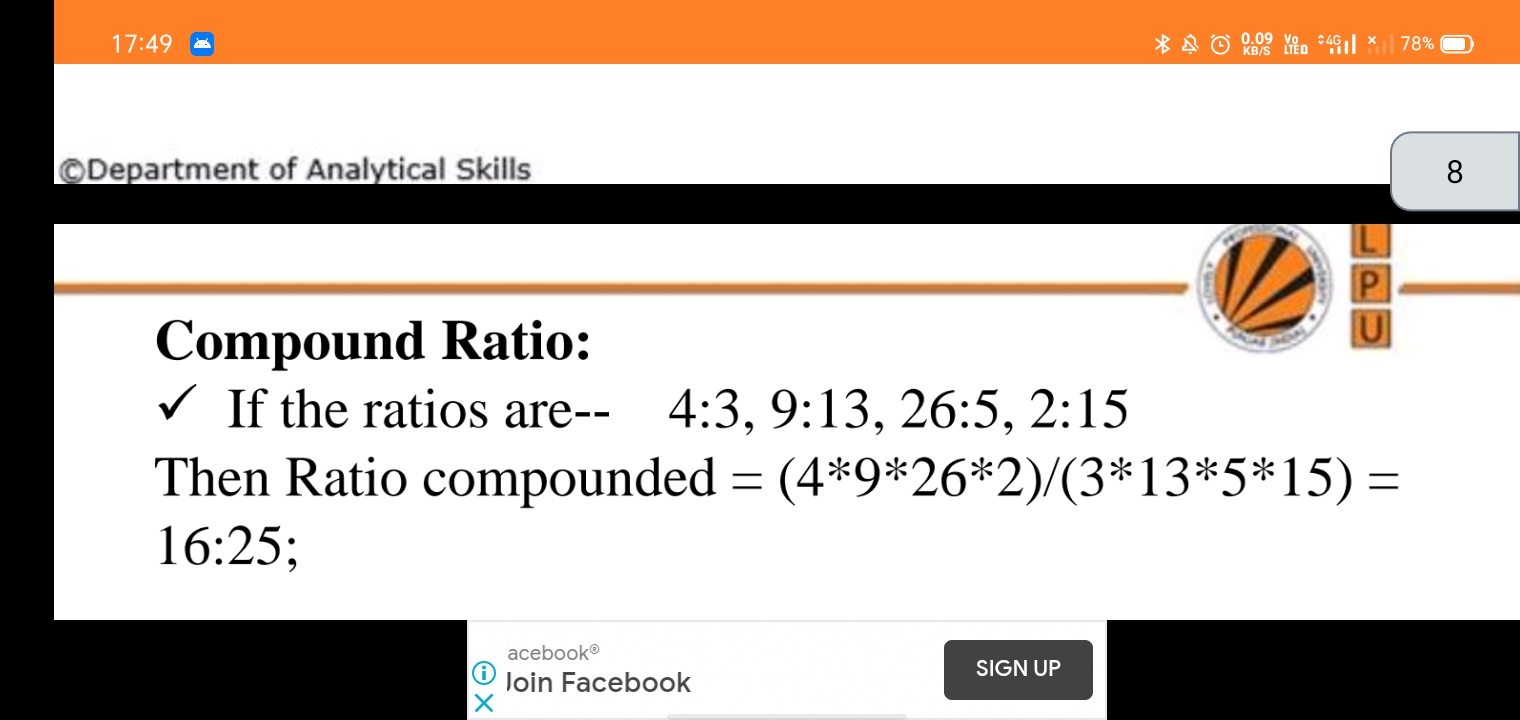 17:49
0.09 KB/S Vo LTE 4G 78%
©Department of Analytical Skills
8
L
P
U
Compound Ratio:
✓ If the ratios are-- 4:3, 9:13, 26:5, 2:15
Then Ratio compounded = (4*9*26*2)/(3*13*5*15) =
16:25;
acebook®
Join Facebook
SIGN UP